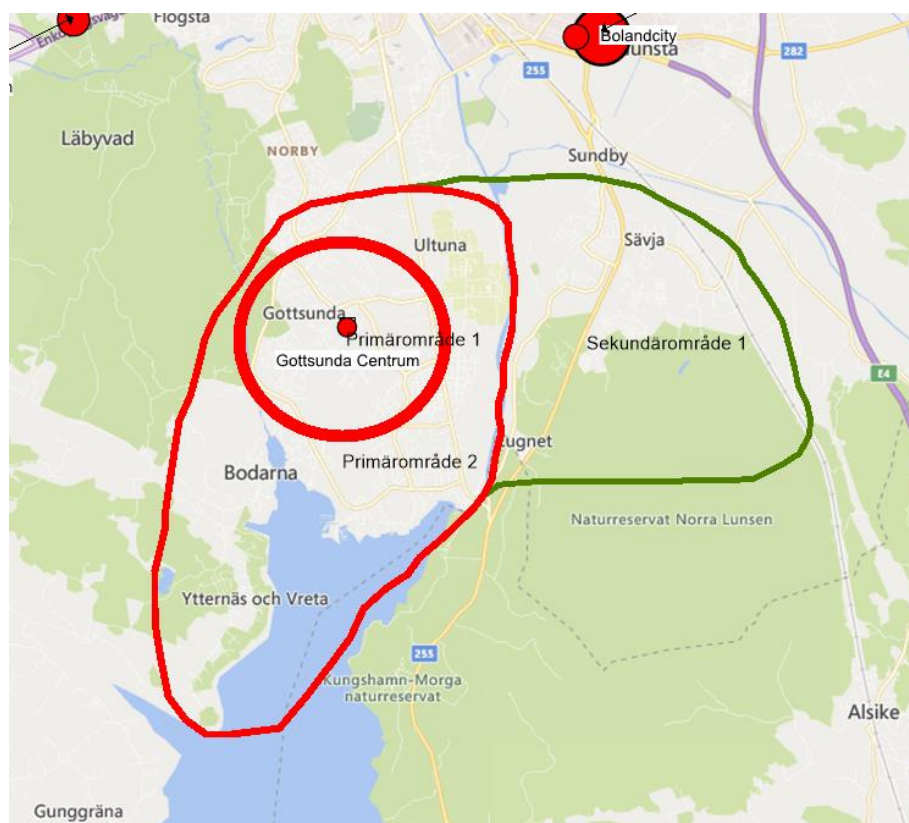 Flogsta
Bolandcity
255
282
Läbyvad
NORBY
Sundby
Ultuna
Sävja
Gottsunda
Primärområde 1
Sekundärområde 1
Gottsunda Centrum
E4
Primärområde 2
Bodarna
Naturreservat Norra Lunsen
Ytternäs och Vreta
255
Kungshamn-Morga
naturreservat
Alsike
Gunggräna